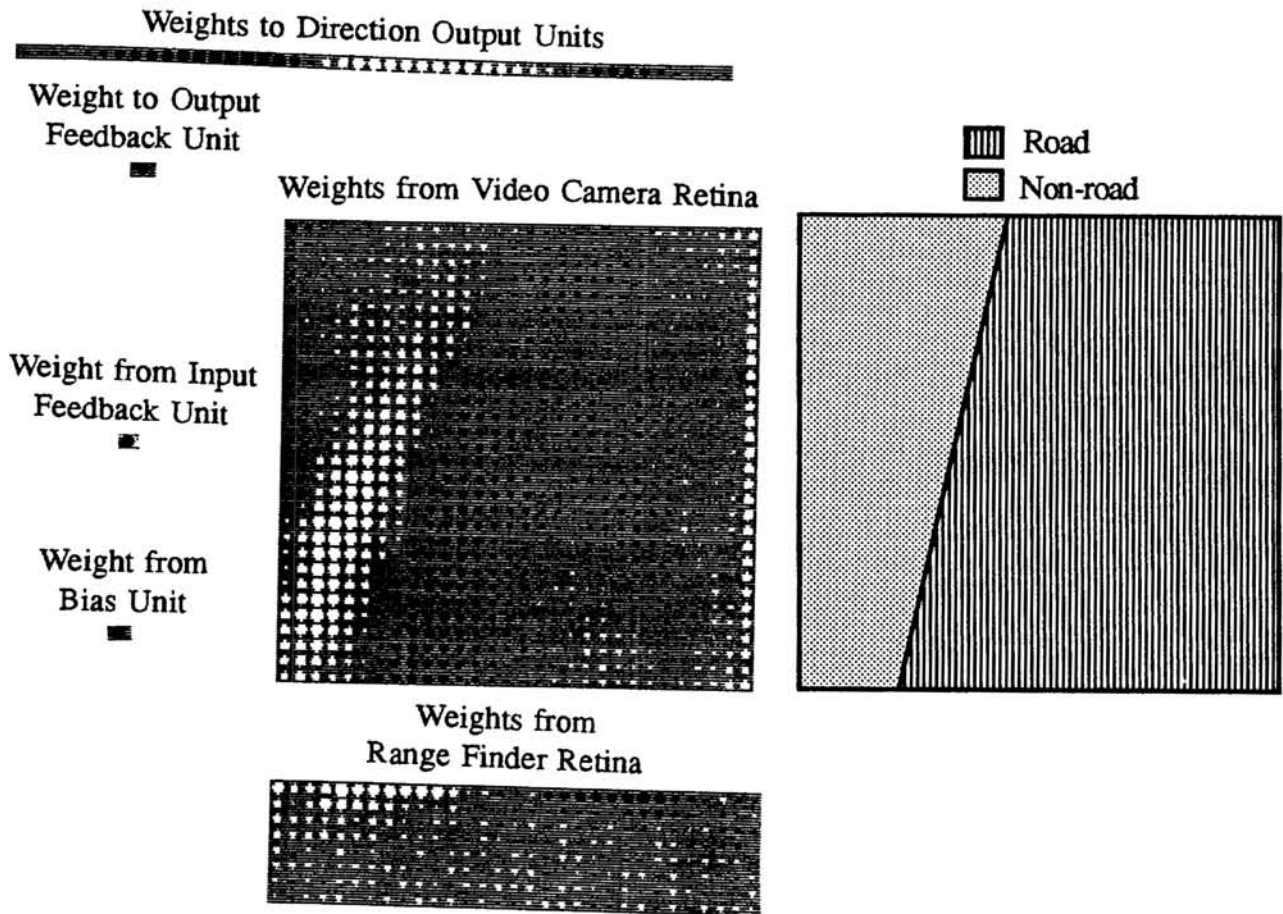 Weights to Direction Output Units
Weight to Output
Feedback Unit
Road
Non-road
Weights from Video Camera Retina
Weight from Input
Feedback Unit
Weight from
Bias Unit
Weights from
Range Finder Retina